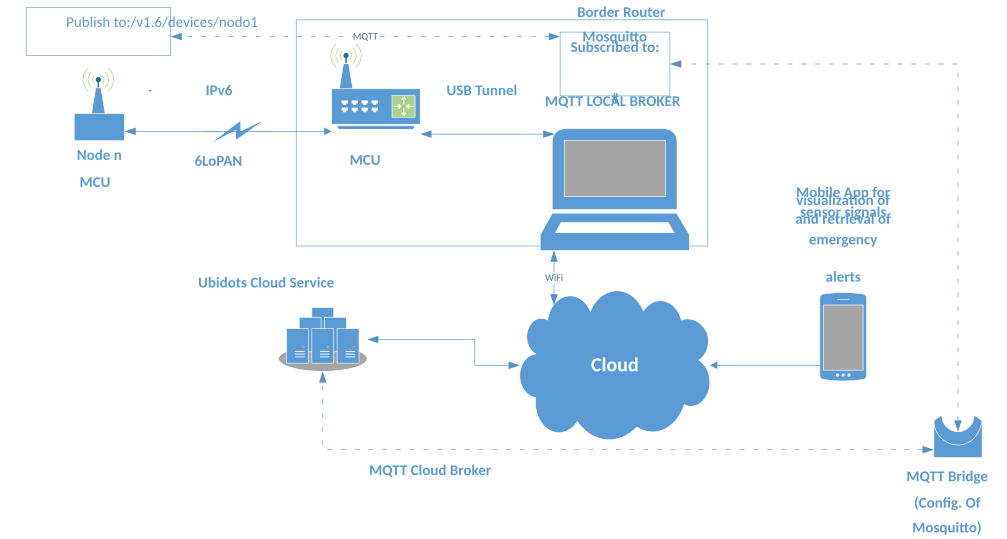 Border Router
Publish to:/v1.6/devices/nodo1
MQTT
Mosquitto
Subscribed to:
#
MQTT LOCAL BROKER
IPv6
USB Tunnel
6LoPAN
MCU
Node n
MCU
Mobile App for
visualization of
sensor signals
and retrieval of
emergency
alerts
WiFi
Ubidots Cloud Service
Cloud
MQTT Cloud Broker
MQTT Bridge
(Config. Of
Mosquitto)